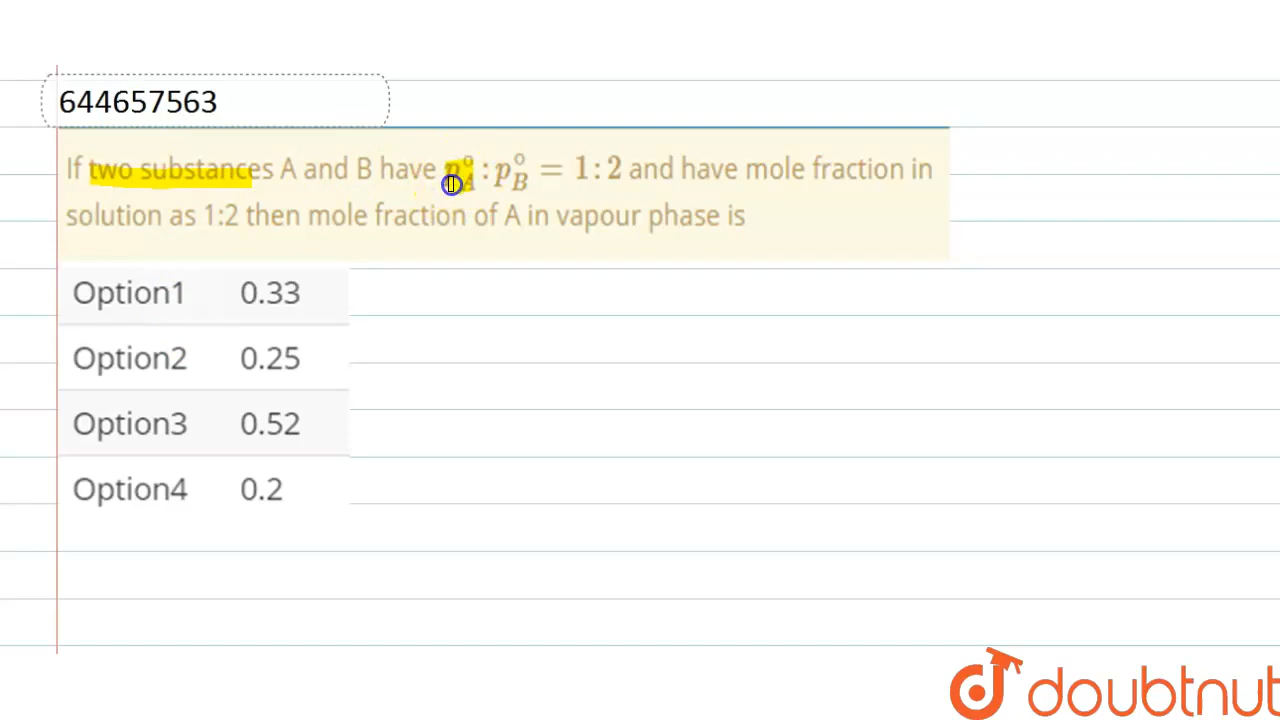 644657563
If two substances A and B have p°A : p°B = 1 : 2 and have mole fraction in
solution as 1:2 then mole fraction of A in vapour phase is
Option1 0.33
Option2 0.25
Option3 0.52
Option4 0.2
doubtnut